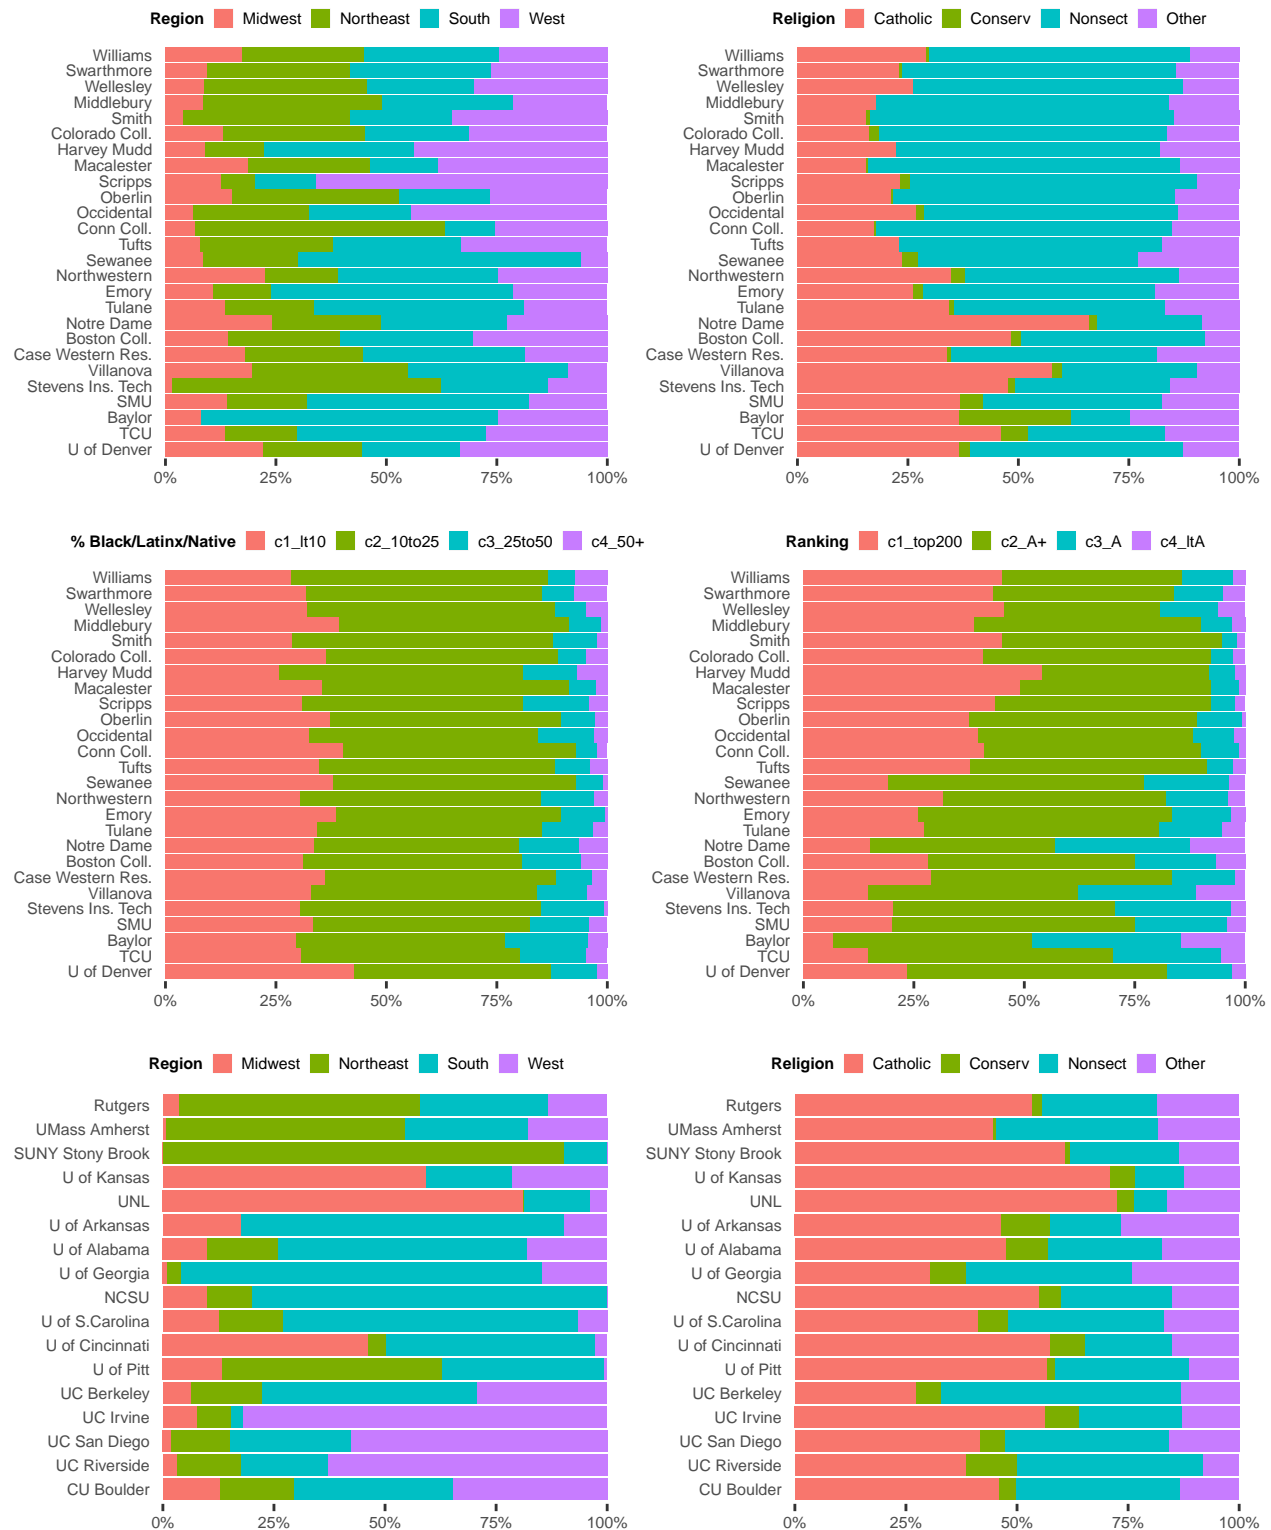 Region Midwest Northeast South West
Williams
Swarthmore
Wellesley
Middlebury
Smith
Colorado Coll.
Harvey Mudd
Macalester
Scripps
Oberlin
Occidental
Conn Coll.
Tufts
Sewanee
Northwestern
Emory
Tulane
Notre Dame
Boston Coll.
Case Western Res.
Villanova
Stevens Ins. Tech
SMU
Baylor
TCU
U of Denver
0% 25% 50% 75% 100%
Religion Catholic Conserv Nonsect Other
Williams
Swarthmore
Wellesley
Middlebury
Smith
Colorado Coll.
Harvey Mudd
Macalester
Scripps
Oberlin
Occidental
Conn Coll.
Tufts
Sewanee
Northwestern
Emory
Tulane
Notre Dame
Boston Coll.
Case Western Res.
Villanova
Stevens Ins. Tech
SMU
Baylor
TCU
U of Denver
0% 25% 50% 75% 100%
% Black/Latinx/Native c1_lt10 c2_10to25 c3_25to50 c4_50+
Williams
Swarthmore
Wellesley
Middlebury
Smith
Colorado Coll.
Harvey Mudd
Macalester
Scripps
Oberlin
Occidental
Conn Coll.
Tufts
Sewanee
Northwestern
Emory
Tulane
Notre Dame
Boston Coll.
Case Western Res.
Villanova
Stevens Ins. Tech
SMU
Baylor
TCU
U of Denver
0% 25% 50% 75% 100%
Ranking c1_top200 c2_A+ c3_A c4_ltA
Williams
Swarthmore
Wellesley
Middlebury
Smith
Colorado Coll.
Harvey Mudd
Macalester
Scripps
Oberlin
Occidental
Conn Coll.
Tufts
Sewanee
Northwestern
Emory
Tulane
Notre Dame
Boston Coll.
Case Western Res.
Villanova
Stevens Ins. Tech
SMU
Baylor
TCU
U of Denver
0% 25% 50% 75% 100%
Region Midwest Northeast South West
Rutgers
UMass Amherst
SUNY Stony Brook
U of Kansas
UNL
U of Arkansas
U of Alabama
U of Georgia
NCSU
U of S.Carolina
U of Cincinnati
U of Pitt
UC Berkeley
UC Irvine
UC San Diego
UC Riverside
CU Boulder
0% 25% 50% 75% 100%
Religion Catholic Conserv Nonsect Other
Rutgers
UMass Amherst
SUNY Stony Brook
U of Kansas
UNL
U of Arkansas
U of Alabama
U of Georgia
NCSU
U of S.Carolina
U of Cincinnati
U of Pitt
UC Berkeley
UC Irvine
UC San Diego
UC Riverside
CU Boulder
0% 25% 50% 75% 100%